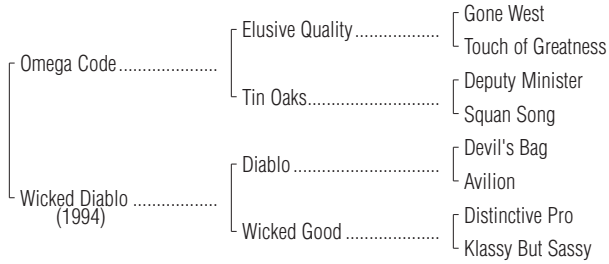 Gone West
Elusive Quality...................
Touch of Greatness
Omega Code......................
Deputy Minister
Tin Oaks..............................
Squan Song
Devil's Bag
Diablo .................................
Avilion
Wicked Diablo ...................
(1994)
Distinctive Pro
Wicked Good .....................
Klassy But Sassy